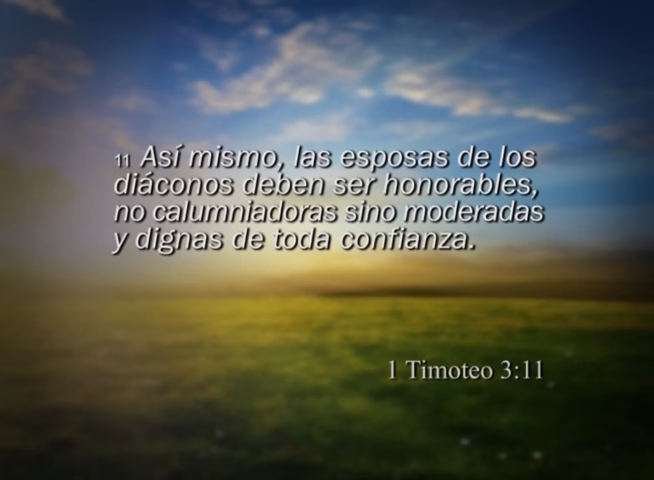 11 Así mismo, las esposas de los
diáconos deben ser honorables,
no calumniadoras sino moderadas
y dignas de toda confianza.
1 Timoteo 3:11